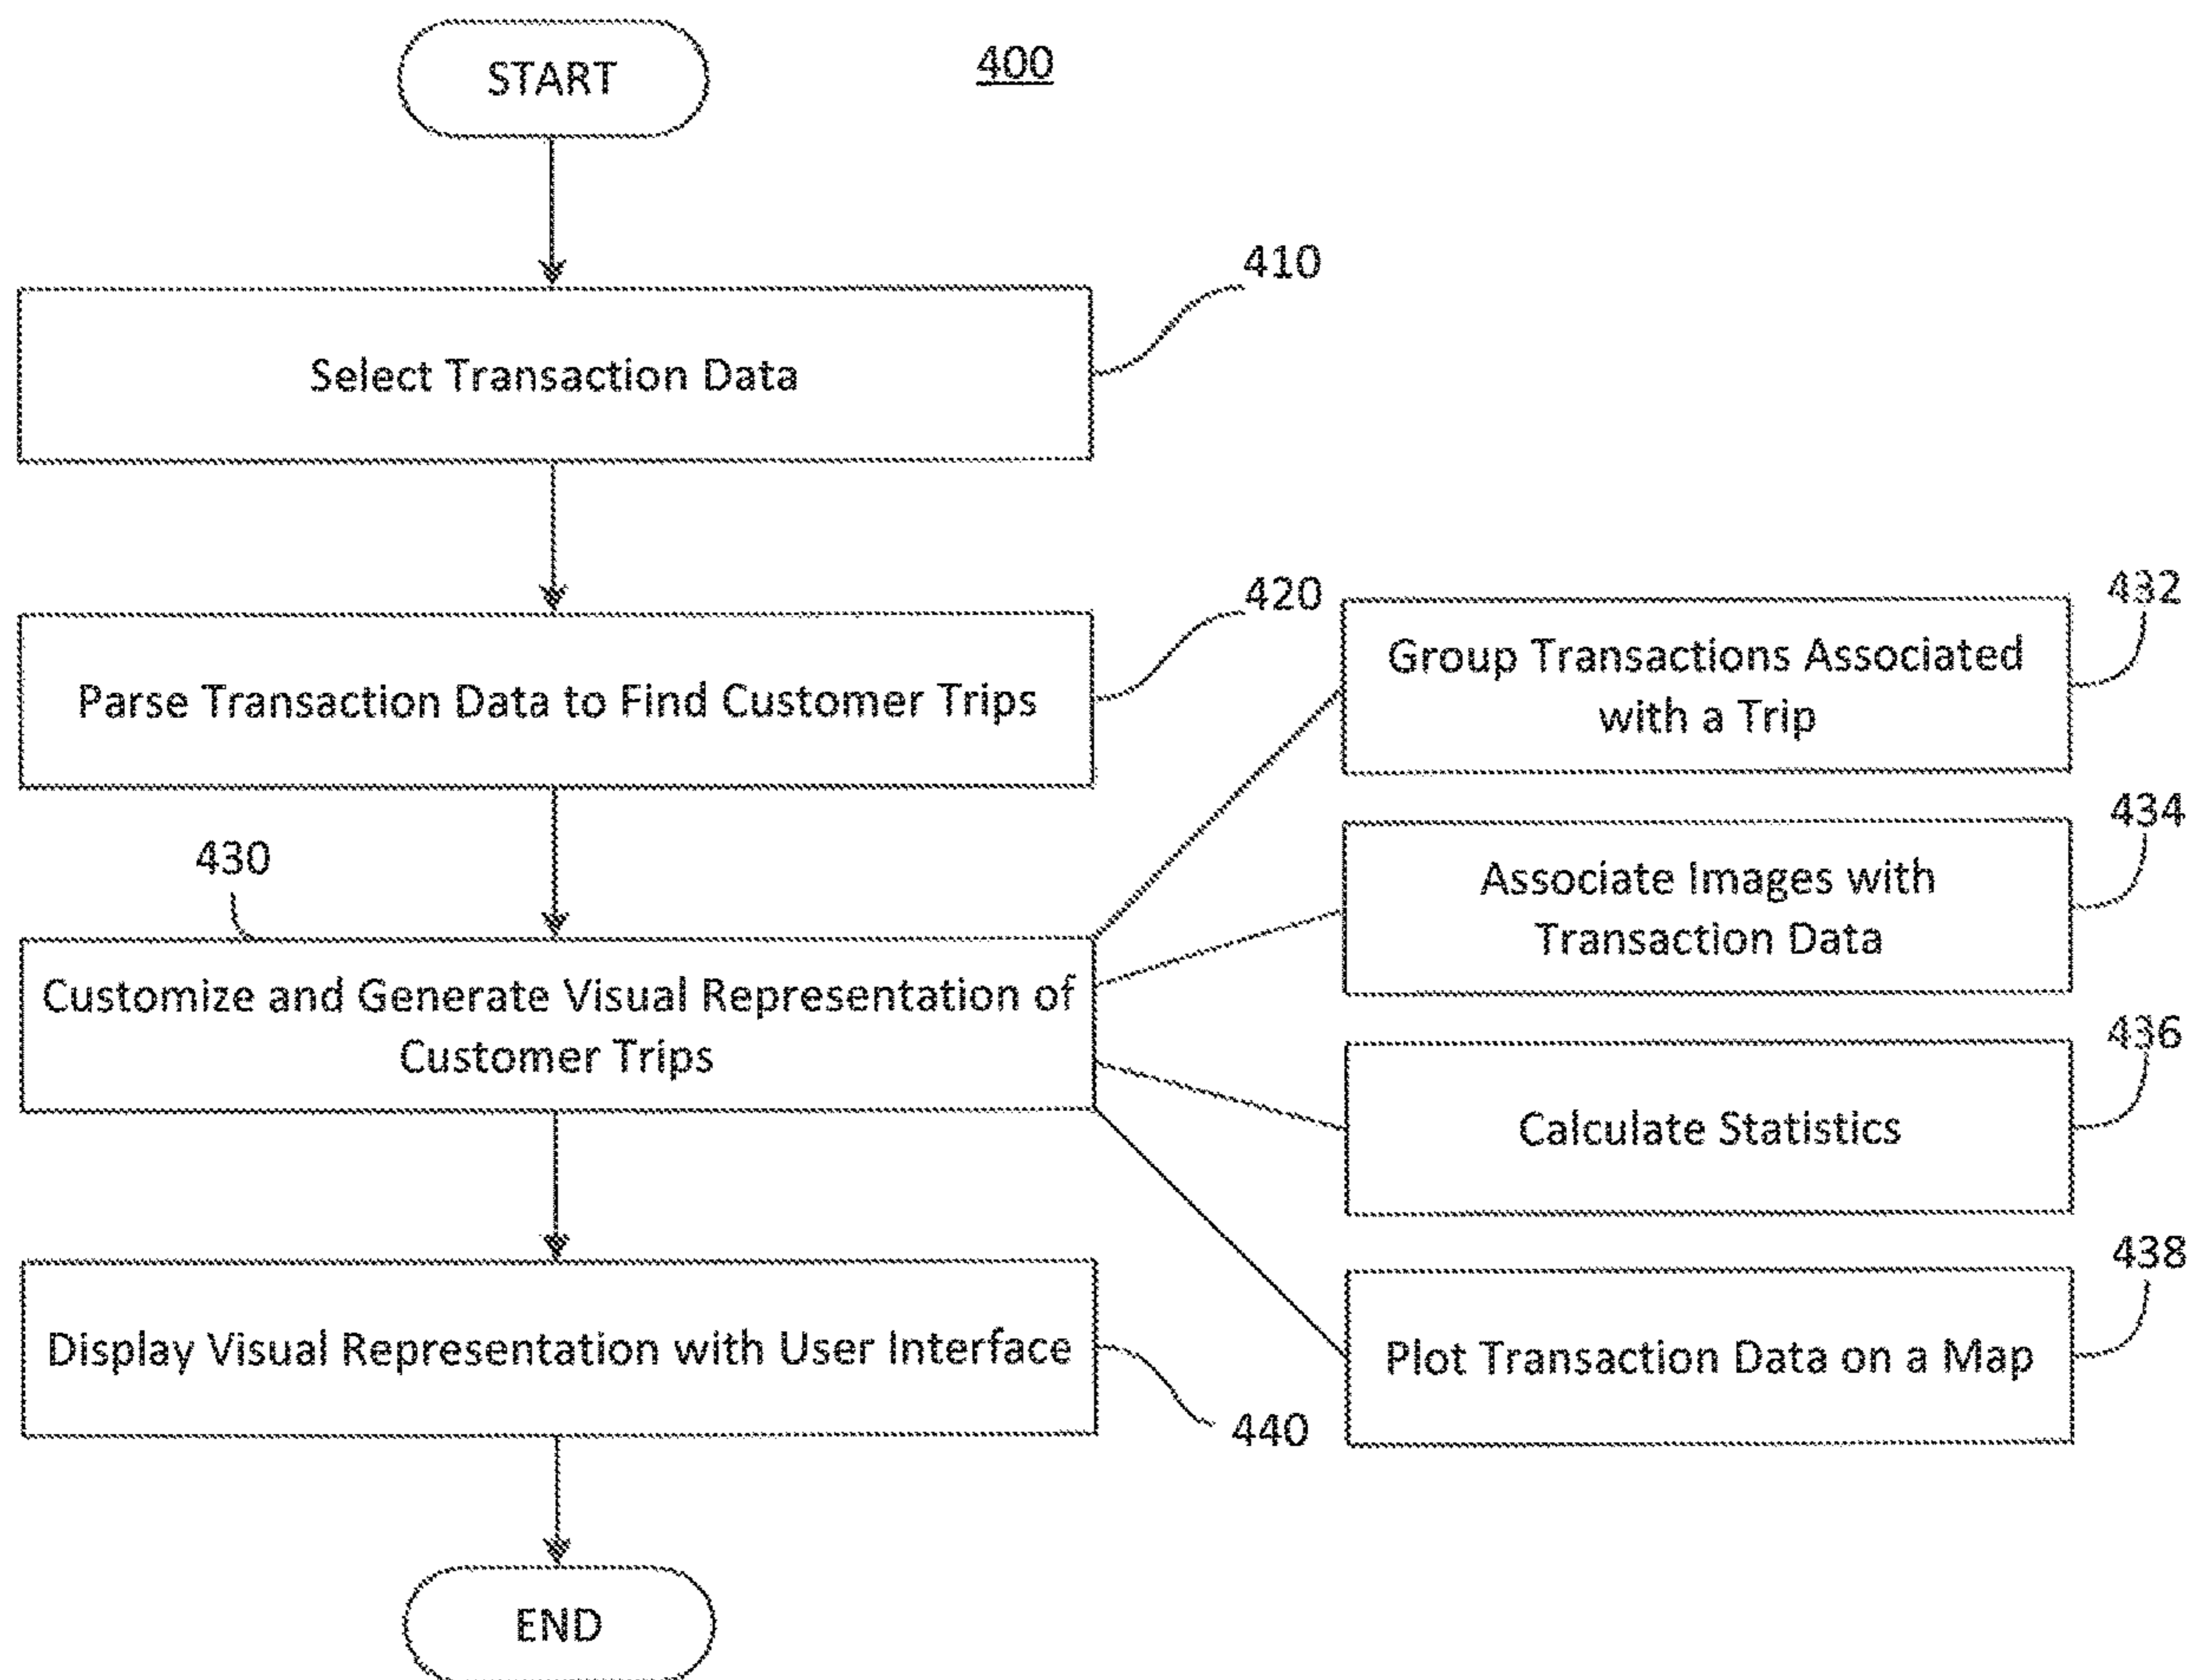 START
400
410
Select Transaction Data
420
Parse Transaction Data to Find Customer Trips
430
Customize and Generate Visual Representation of
Customer Trips
432
Group Transactions Associated
with a Trip
434
Associate Images with
Transaction Data
436
Calculate Statistics
438
Plot Transaction Data on a Map
Display Visual Representation with User Interface
440
END